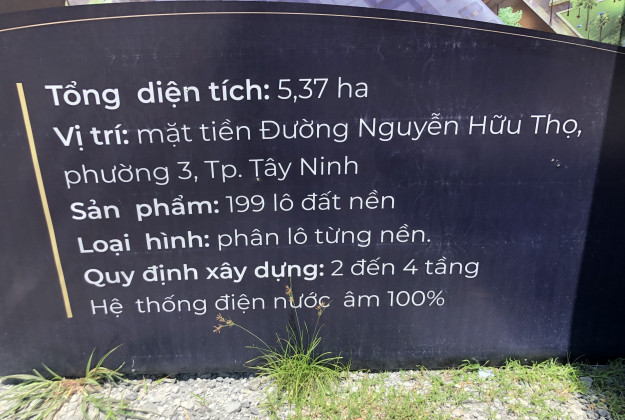 Tổng diện tích: 5,37 ha
Vị trí: mặt tiền Đường Nguyễn Hữu Thọ,
phường 3, Tp. Tây Ninh
Sản phẩm: 199 lô đất nền
Loại hình: phân lô từng nền.
Quy định xây dựng: 2 đến 4 tầng
Hệ thống điện nước âm 100%